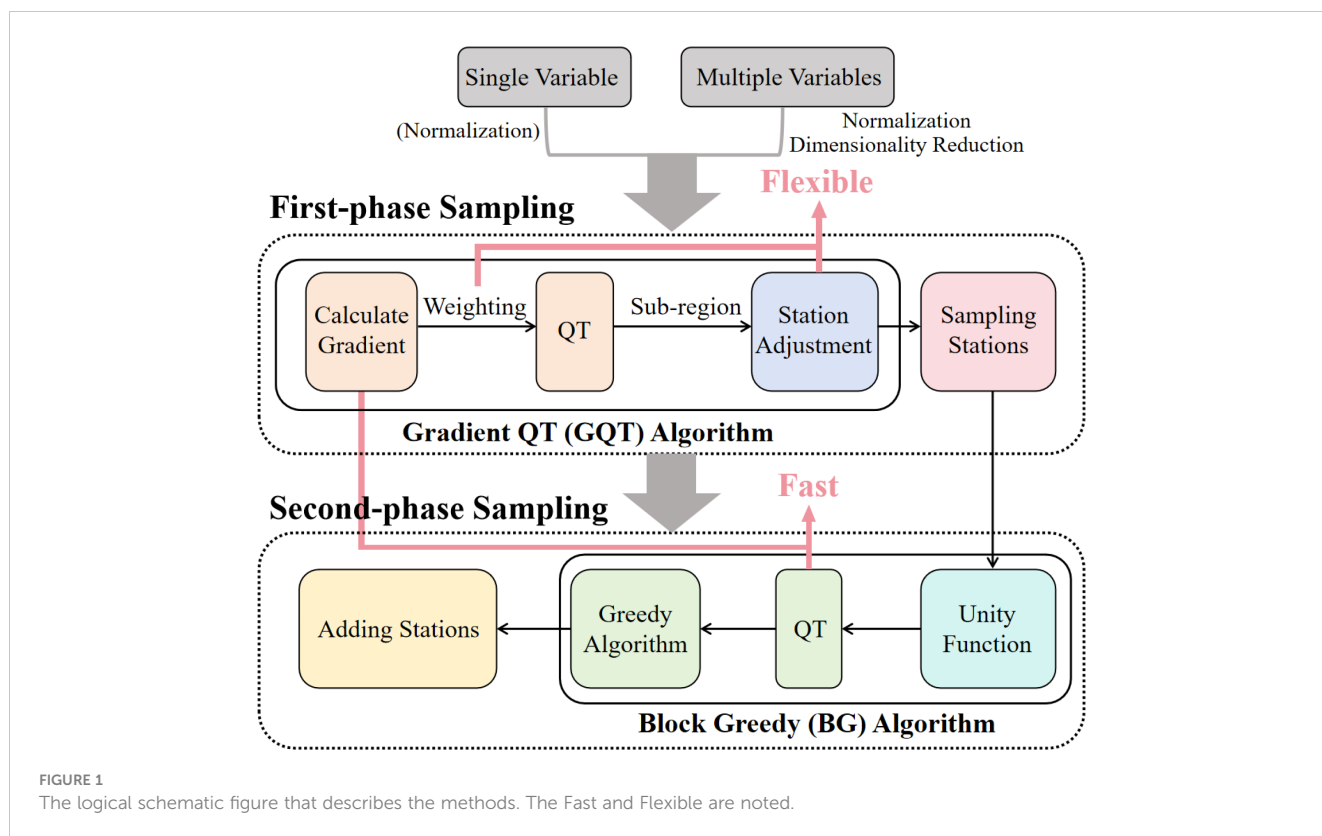 Single Variable
Multiple Variables
(Normalization)
Normalization
Dimensionality Reduction
Flexible
First-phase Sampling
Calculate
Gradient
Weighting
QT
Sub-region
Station
Adjustment
Sampling
Stations
Gradient QT (GQT) Algorithm
Fast
Second-phase Sampling
Adding Stations
Greedy
Algorithm
QT
Unity
Function
Block Greedy (BG) Algorithm
FIGURE 1
The logical schematic figure that describes the methods. The Fast and Flexible are noted.